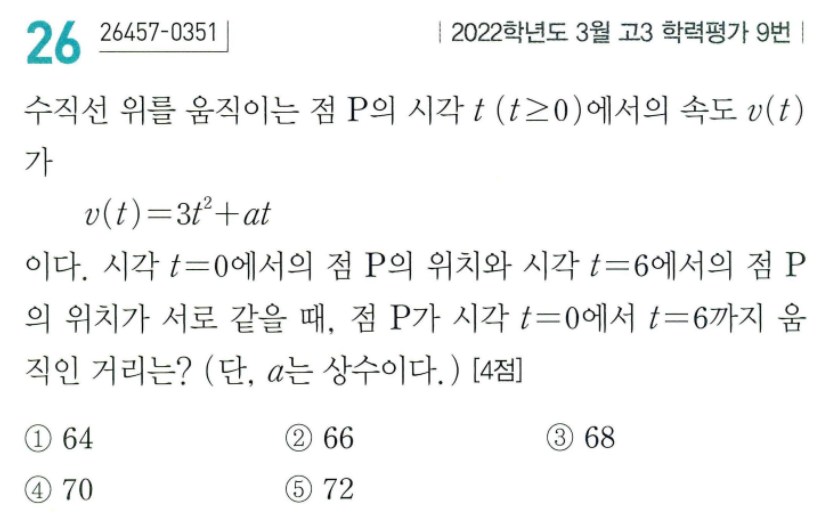 26 26457-0351 | 2022학년도 3월 고3 학력평가 9번 |
수직선 위를 움직이는 점 P의 시각 t (t≥0)에서의 속도 v(t)
가
v(t)=3t²+at
이다. 시각 t=0에서의 점 P의 위치와 시각 t=6에서의 점 P
의 위치가 서로 같을 때, 점 P가 시각 t=0에서 t=6까지 움
직인 거리는? (단, a는 상수이다.) [4점]
① 64 ② 66 ③ 68
④ 70 ⑤ 72